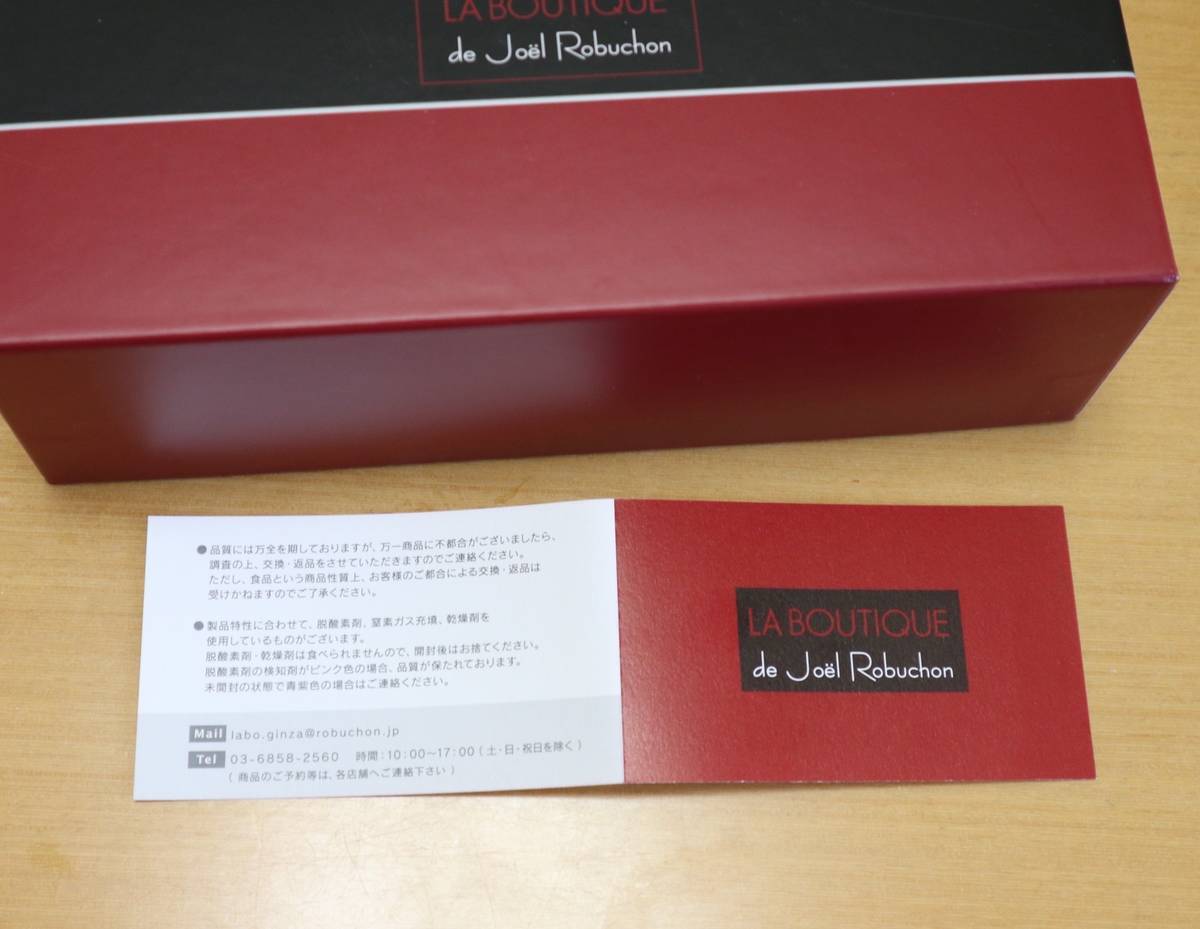 LA BOUTIQUE
de Joël Robuchon
●品質には万全を期しておりますが、万一商品に不都合がございましたら、
調査の上、交換・返品をさせていただきますのでご連絡ください。
ただし、食品という商品性質上、お客様のご都合による交換・返品は
受けかねますのでご了承ください。
●製品特性に合わせて、脱酸素剤、窒素ガス充填、乾燥剤を
使用しているものがございます。
脱酸素剤・乾燥剤は食べられませんので、開封後はお捨てください。
脱酸素剤の検知剤がピンク色の場合、品質が保たれております。
未開封の状態で青紫色の場合はご連絡ください。
Mail labo.ginza@robuchon.jp
Tel 03-6858-2560 時間:10:00～17:00(土・日・祝日を除く)
(商品のご予約等は、各店舗へご連絡下さい)
LA BOUTIQUE
de Joël Robuchon